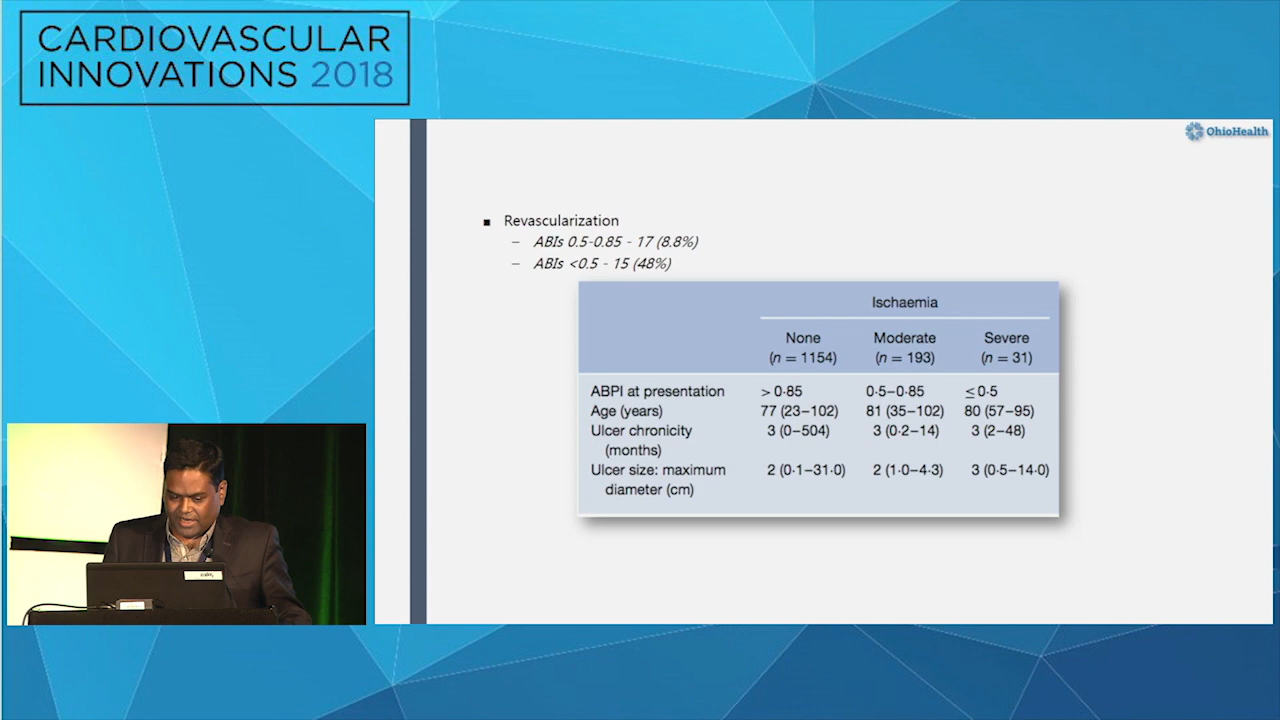 CARDIOVASCULAR
INNOVATIONS 2018
OhioHealth
▪ Revascularization
– ABIs 0.5-0.85 - 17 (8.8%)
– ABIs <0.5 - 15 (48%)
Ischaemia
None Moderate Severe
(n = 1154) (n = 193) (n = 31)
ABPI at presentation > 0·85 0·5–0·85 ≤ 0·5
Age (years) 77 (23–102) 81 (35–102) 80 (57–95)
Ulcer chronicity 3 (0–504) 3 (0·2–14) 3 (2–48)
(months)
Ulcer size: maximum 2 (0·1–31·0) 2 (1·0–4·3) 3 (0·5–14·0)
diameter (cm)